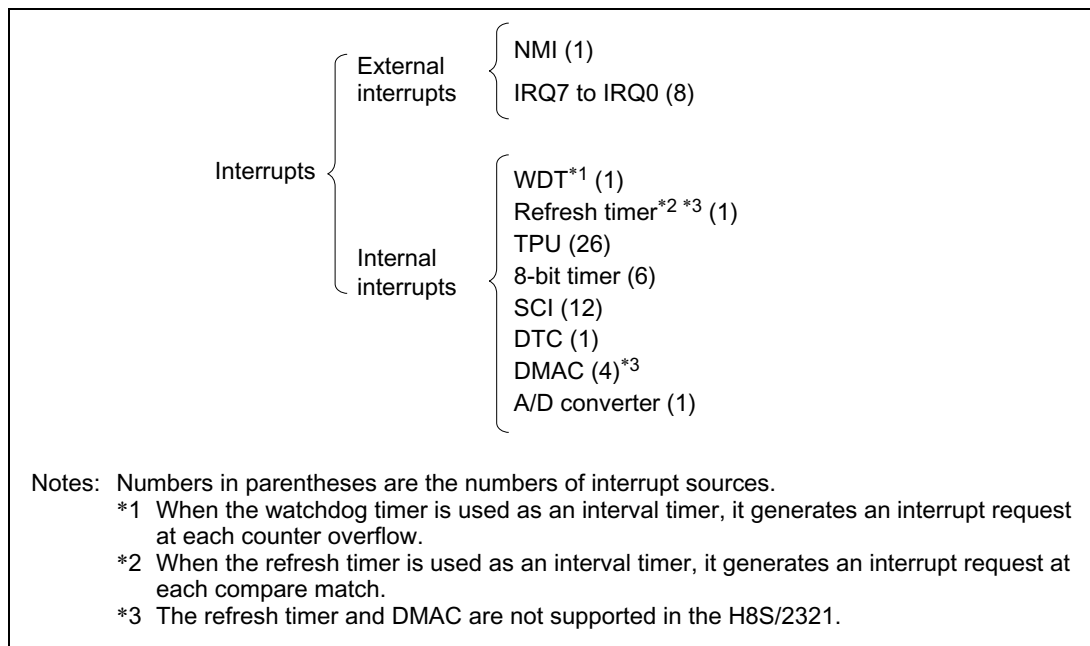 External interrupts
NMI (1)
IRQ7 to IRQ0 (8)
Interrupts
Internal interrupts
WDT*1 (1)
Refresh timer*2 *3 (1)
TPU (26)
8-bit timer (6)
SCI (12)
DTC (1)
DMAC (4)*3
A/D converter (1)
Notes: Numbers in parentheses are the numbers of interrupt sources.
*1 When the watchdog timer is used as an interval timer, it generates an interrupt request
at each counter overflow.
*2 When the refresh timer is used as an interval timer, it generates an interrupt request at
each compare match.
*3 The refresh timer and DMAC are not supported in the H8S/2321.